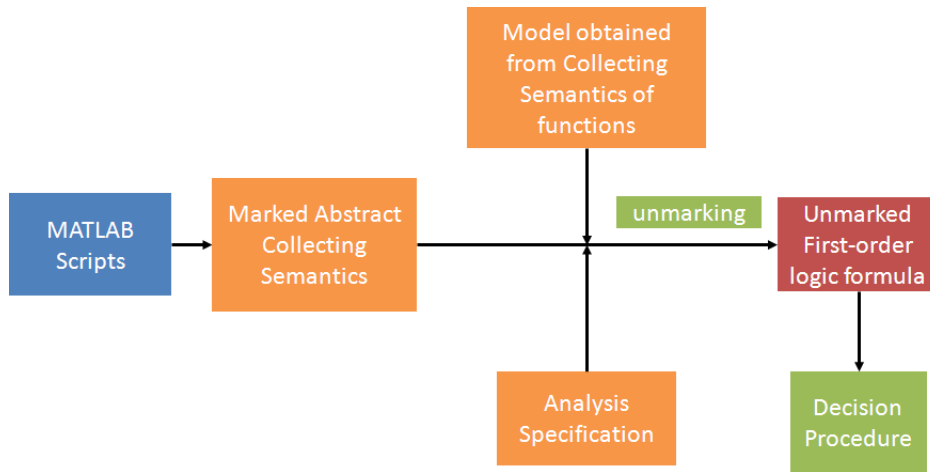 Model obtained
from Collecting
Semantics of
functions
MATLAB
Scripts
Marked Abstract
Collecting
Semantics
unmarking
Unmarked
First-order
logic formula
Analysis
Specification
Decision
Procedure